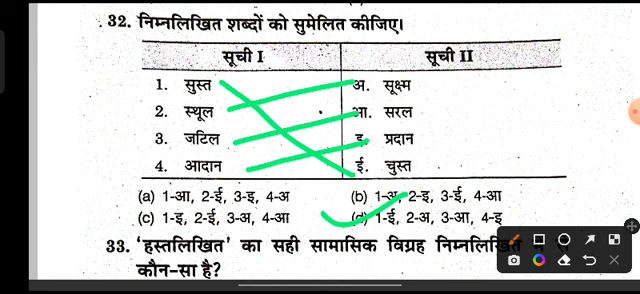 32. निम्नलिखित शब्दों को सुमेलित कीजिए।
सूची I सूची II
1. सुस्त अ. सूक्ष्म
2. स्थूल आ. सरल
3. जटिल इ. प्रदान
4. आदान ई. चुस्त
(a) 1-आ, 2-ई, 3-इ, 4-अ (b) 1-अ, 2-इ, 3-ई, 4-आ
(c) 1-इ, 2-ई, 3-अ, 4-आ (d) 1-ई, 2-अ, 3-आ, 4-इ
33. 'हस्तलिखित' का सही सामासिक विग्रह निम्नलिखित में से
कौन-सा है?